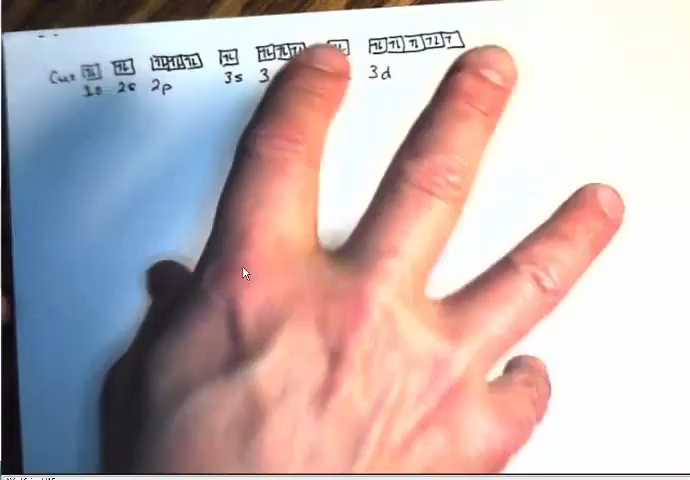 Cu: ⇅ ⇅ ⇅⇅⇅ ⇅ ⇅⇅⇅ ⇅ ⇅⇅⇅⇅↑
1s 2s 2p 3s 3 3d